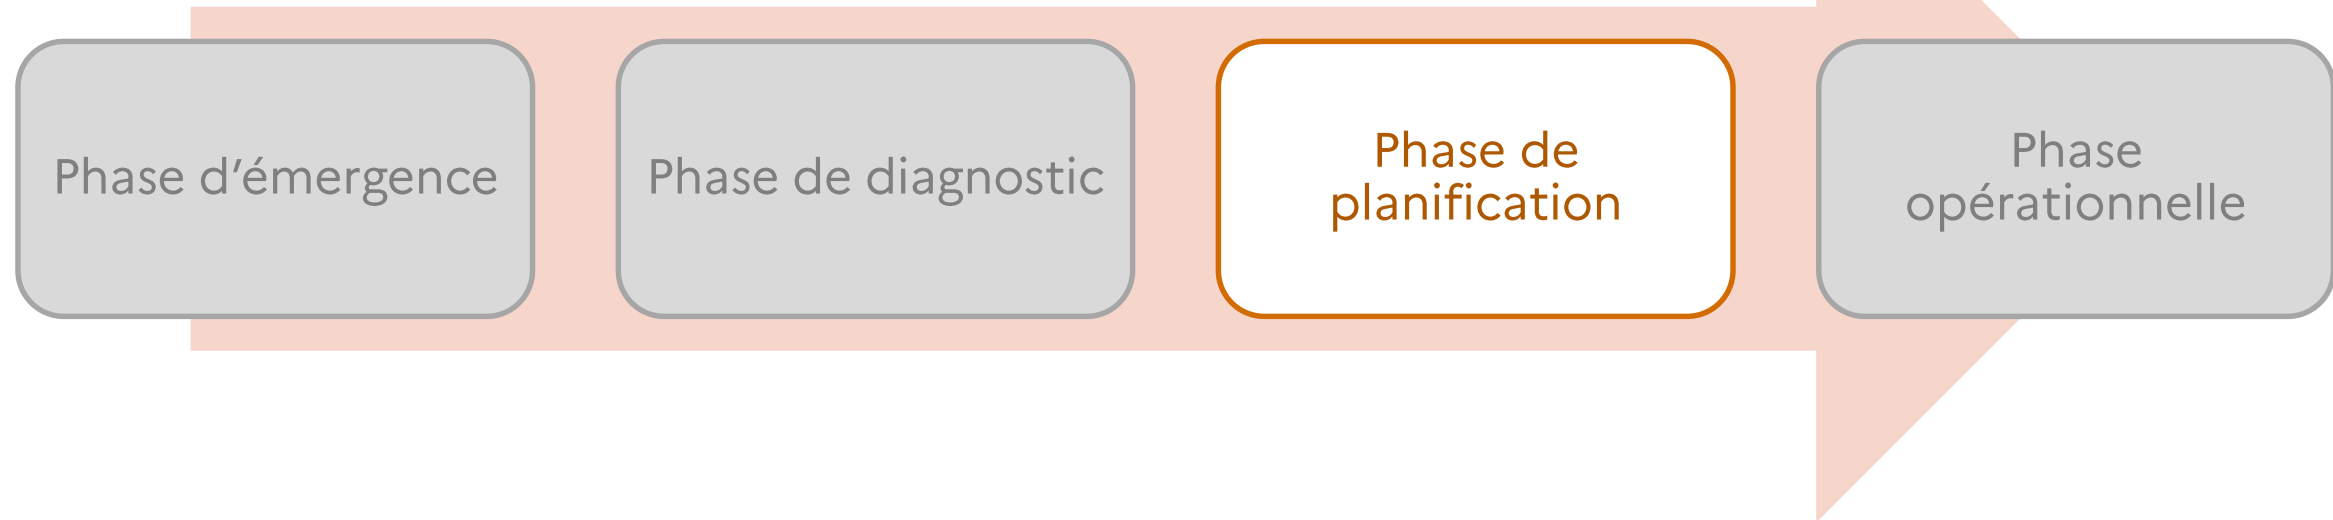 Phase d’émergence
Phase de diagnostic
Phase de
planification
Phase
opérationnelle